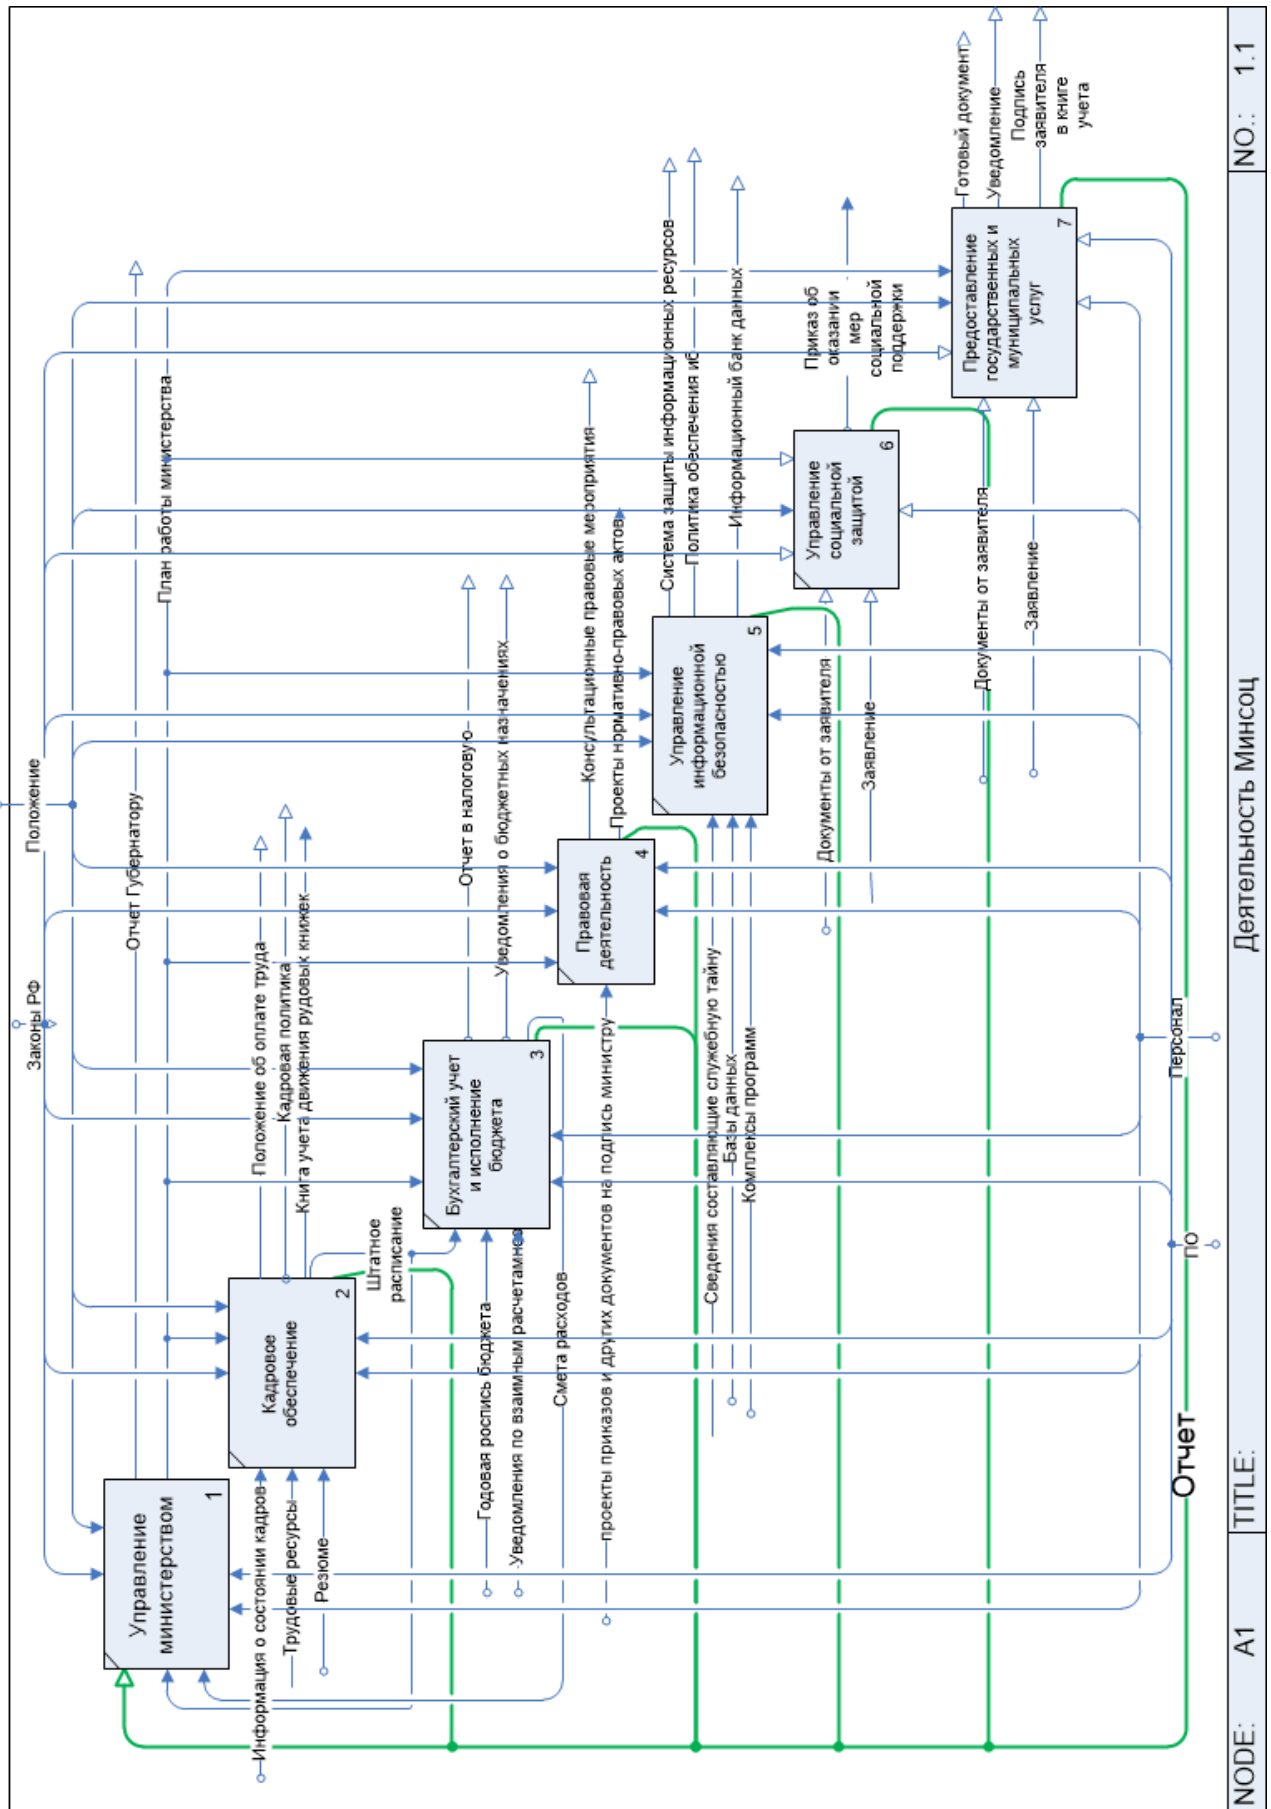 Законы РФ
Положение
Отчет Губернатору
План работы министерства
Управление
министерством
1
Информация о состоянии кадров
Трудовые ресурсы
Резюме
Кадровое
обеспечение
2
Положение об оплате труда
Кадровая политика
Книга учета движения рудовых книжек
Штатное
расписание
Годовая роспись бюджета
Уведомления по взаимным расчетамнев
Смета расходов
Бухгалтерский учет
и исполнение
бюджета
3
Отчет в налоговую
Уведомления о бюджетных назначениях
проекты приказов и других документов на подпись министру
Правовая
деятельность
4
Консультационные правовые мероприятия
Проекты нормативно-правовых актов
Сведения составляющие служебную тайну
Базы данных
Комплексы программ
Управление
информационной
безопасностью
5
Система защиты информационных ресурсов
Политика обеспечения иб
Информационный банк данных
Документы от заявителя
Заявление
Управление
социальной
защитой
6
Приказ об
оказании
мер
социальной
поддержки
Документы от заявителя
Заявление
Предоставление
государственных и
муниципальных
услуг
7
Готовый документ
Уведомление
Подпись
заявителя
в книге
учета
Персонал
ПО
Отчет
NODE: A1 TITLE: Деятельность Минсоц NO.: 1.1